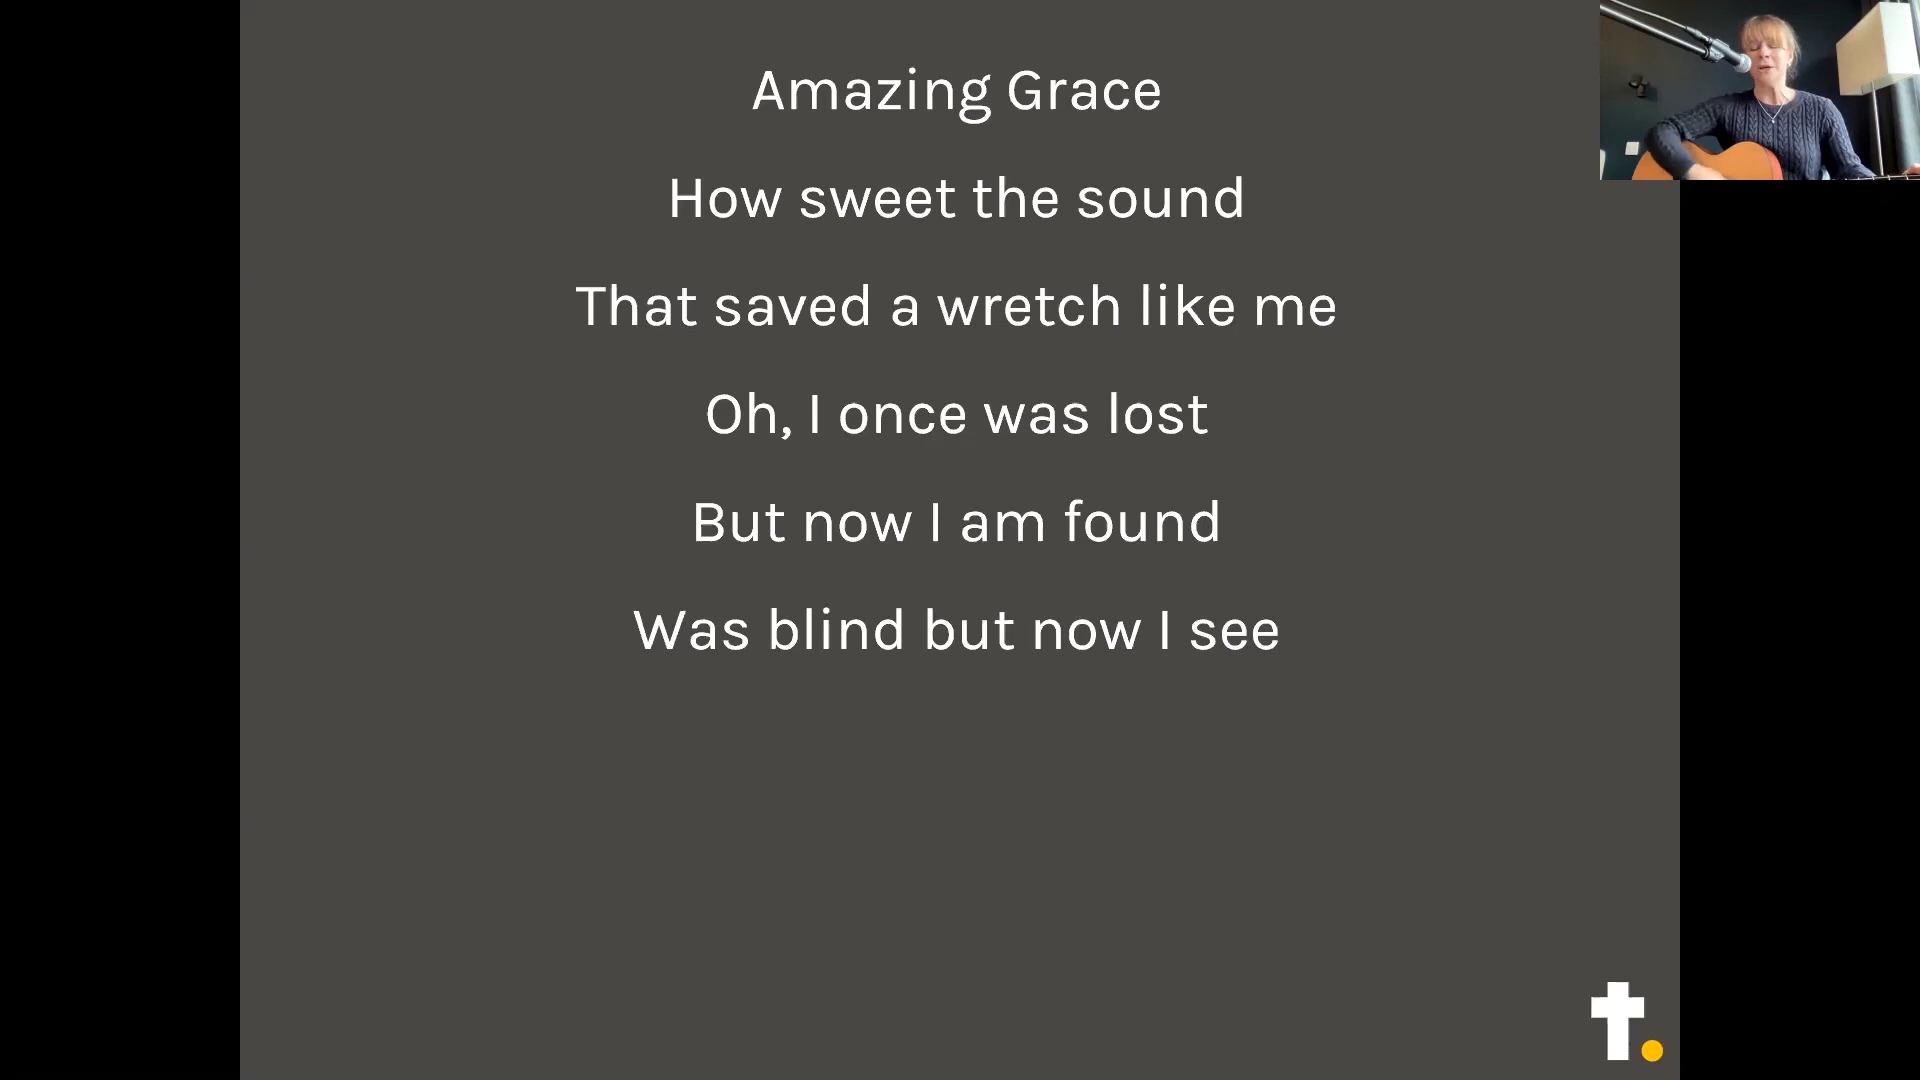 Amazing Grace
How sweet the sound
That saved a wretch like me
Oh, I once was lost
But now I am found
Was blind but now I see